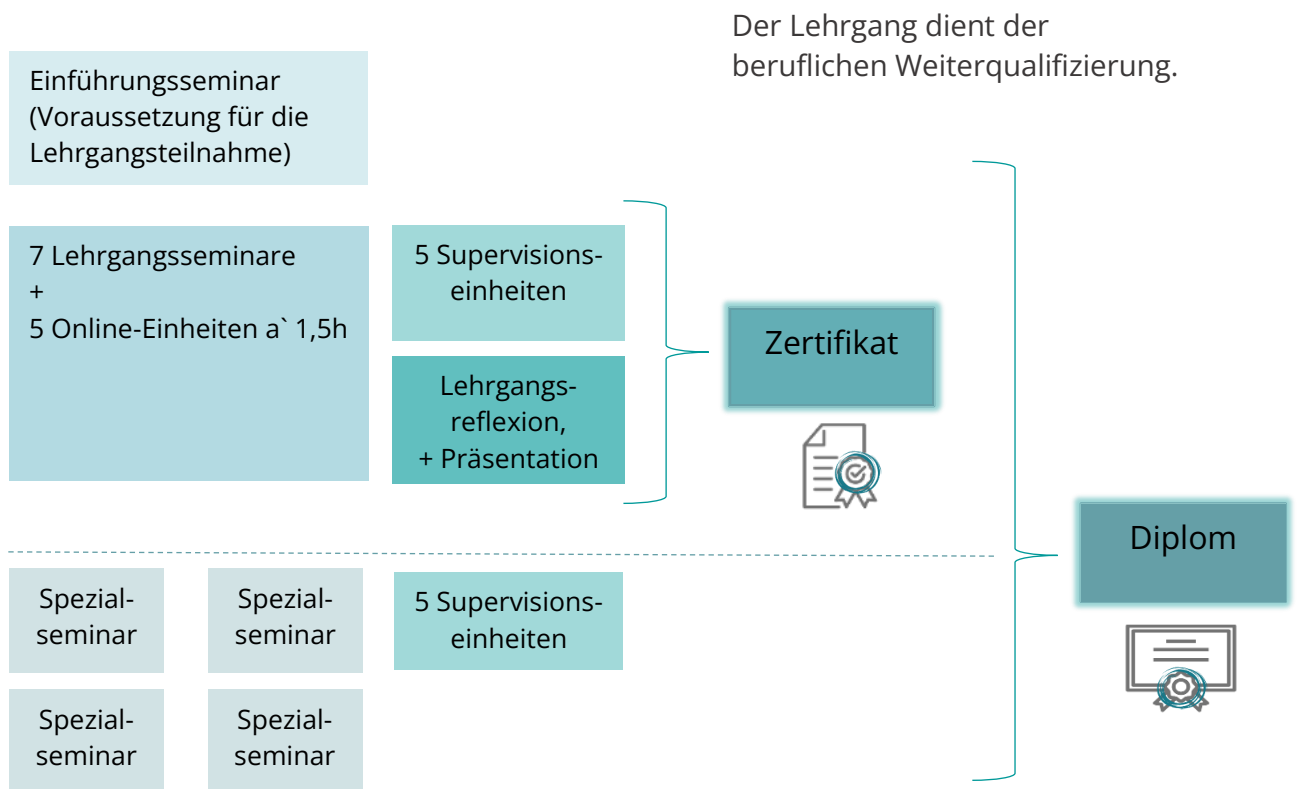 Der Lehrgang dient der
beruflichen Weiterqualifizierung.
Einführungsseminar
(Voraussetzung für die
Lehrgangsteilnahme)
7 Lehrgangsseminare
+
5 Online-Einheiten a` 1,5h
5 Supervisions-
einheiten
Lehrgangs-
reflexion,
+ Präsentation
Zertifikat
Diplom
Spezial-
seminar
Spezial-
seminar
5 Supervisions-
einheiten
Spezial-
seminar
Spezial-
seminar